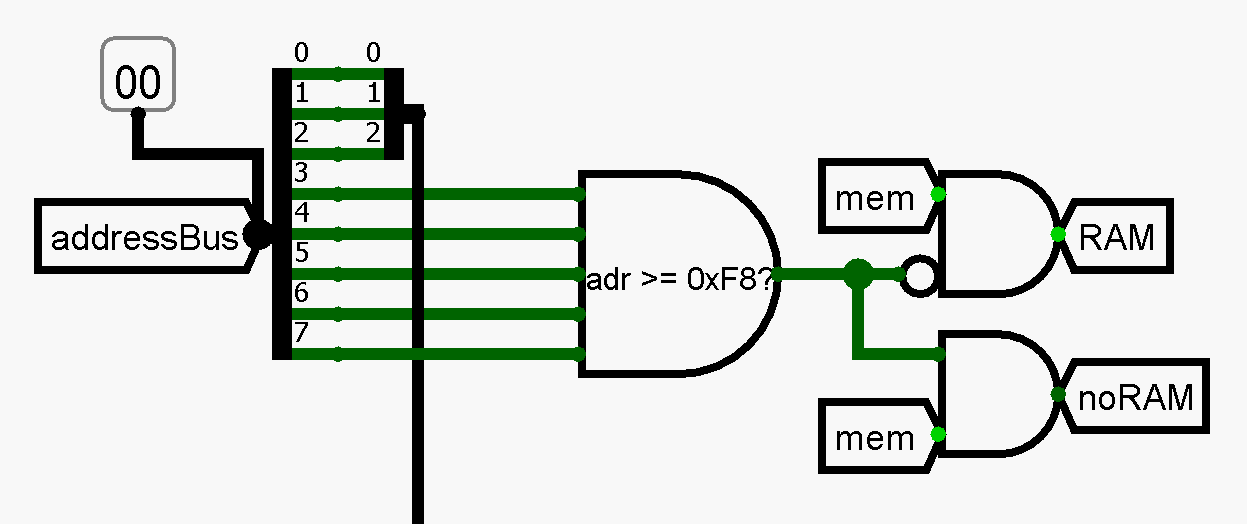 00
addressBus
0 0
1 1
2 2
3
4
5
6
7
adr >= 0xF8?
mem
RAM
mem
noRAM